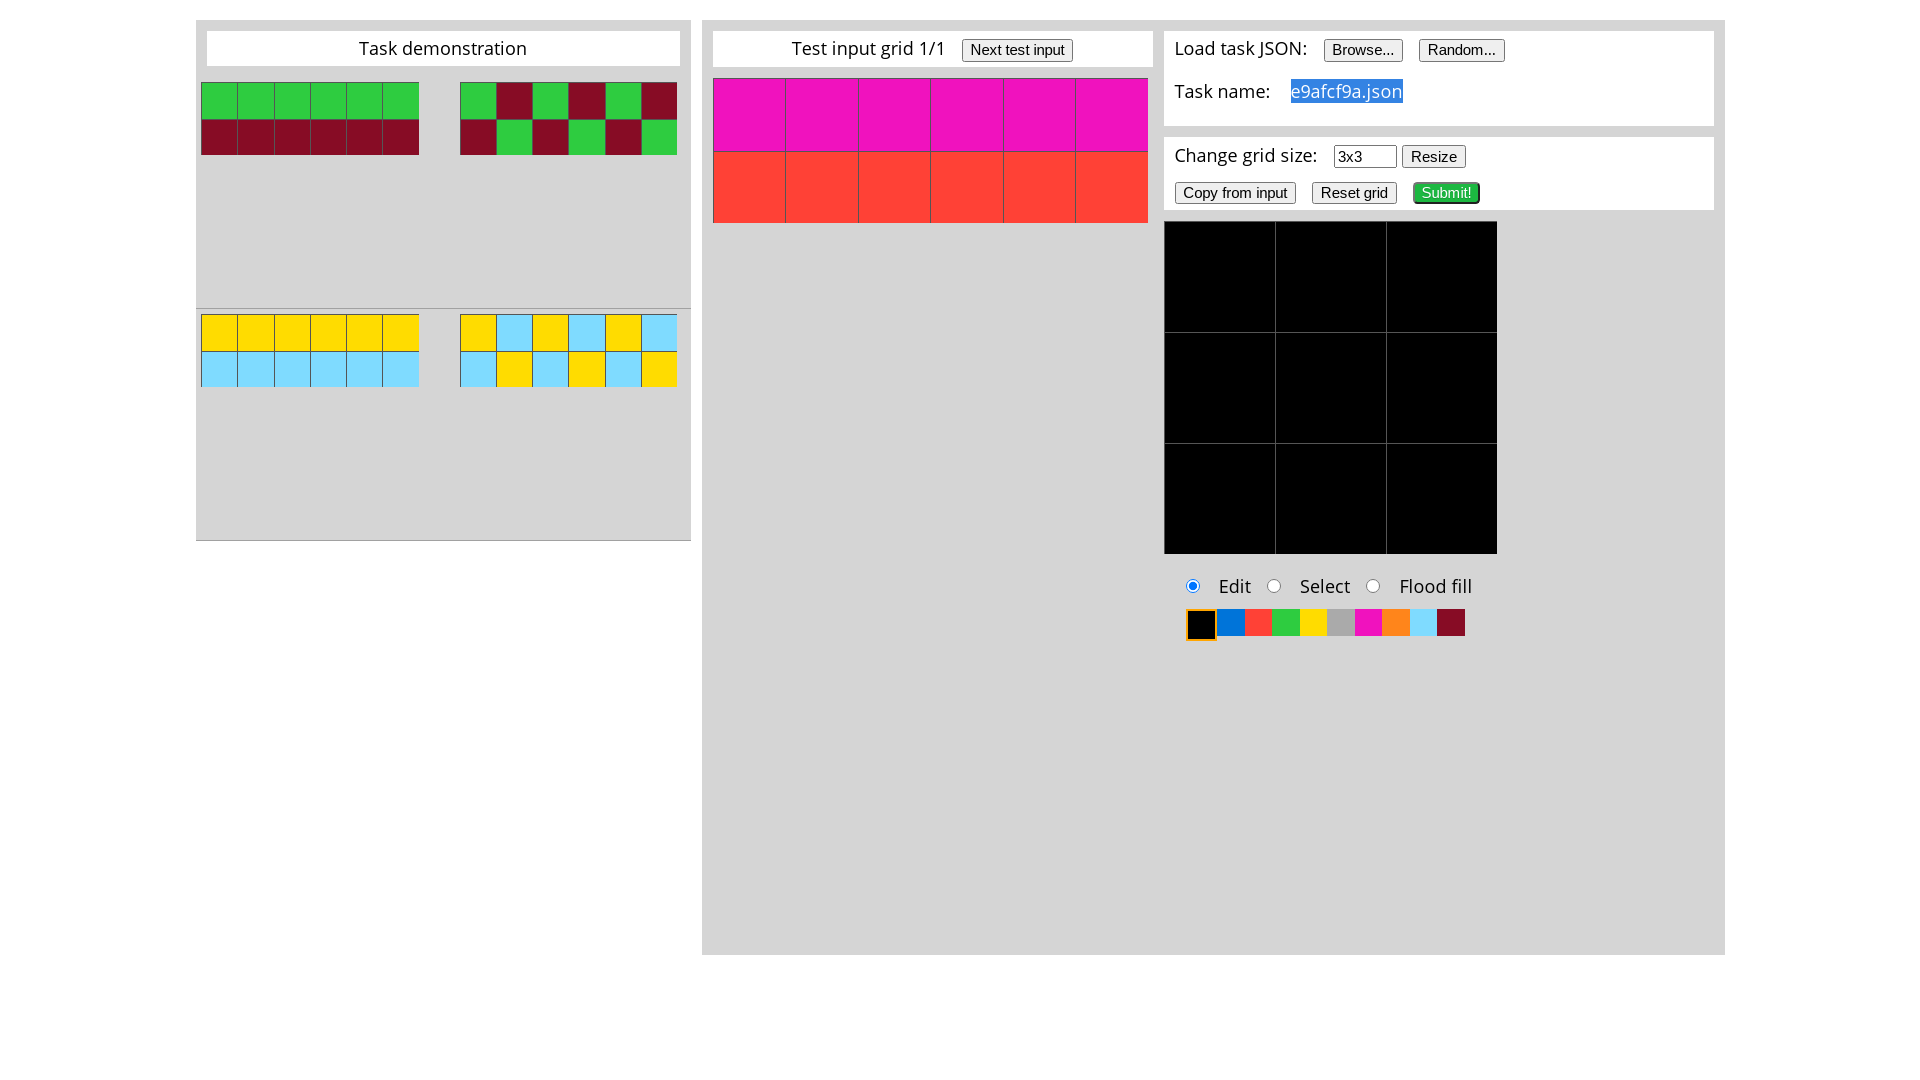 Task demonstration
Test input grid 1/1 Next test input
Load task JSON: Browse... Random...
Task name: e9afcf9a.json
Change grid size: 3x3 Resize
Copy from input Reset grid Submit!
Edit Select Flood fill